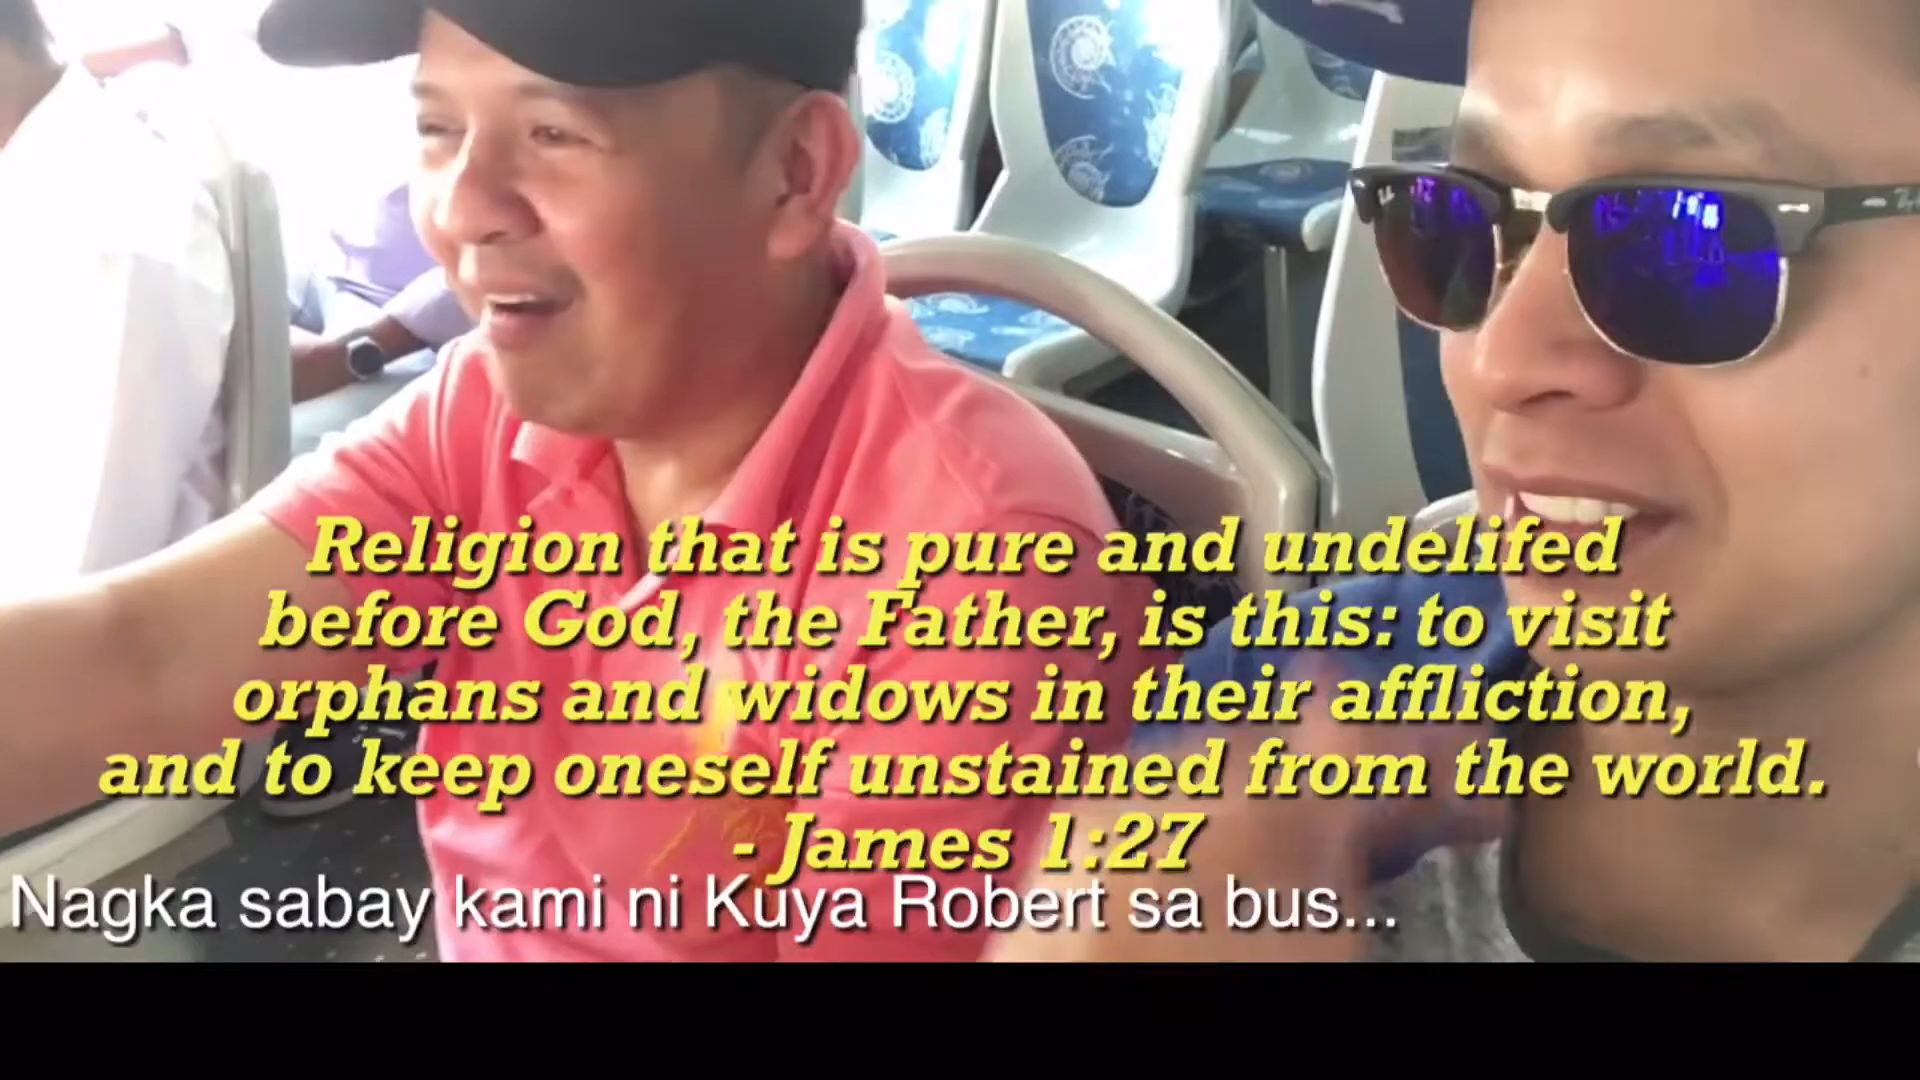 Religion that is pure and undelifed
before God, the Father, is this: to visit
orphans and widows in their affliction,
and to keep oneself unstained from the world.
- James 1:27
Nagka sabay kami ni Kuya Robert sa bus...